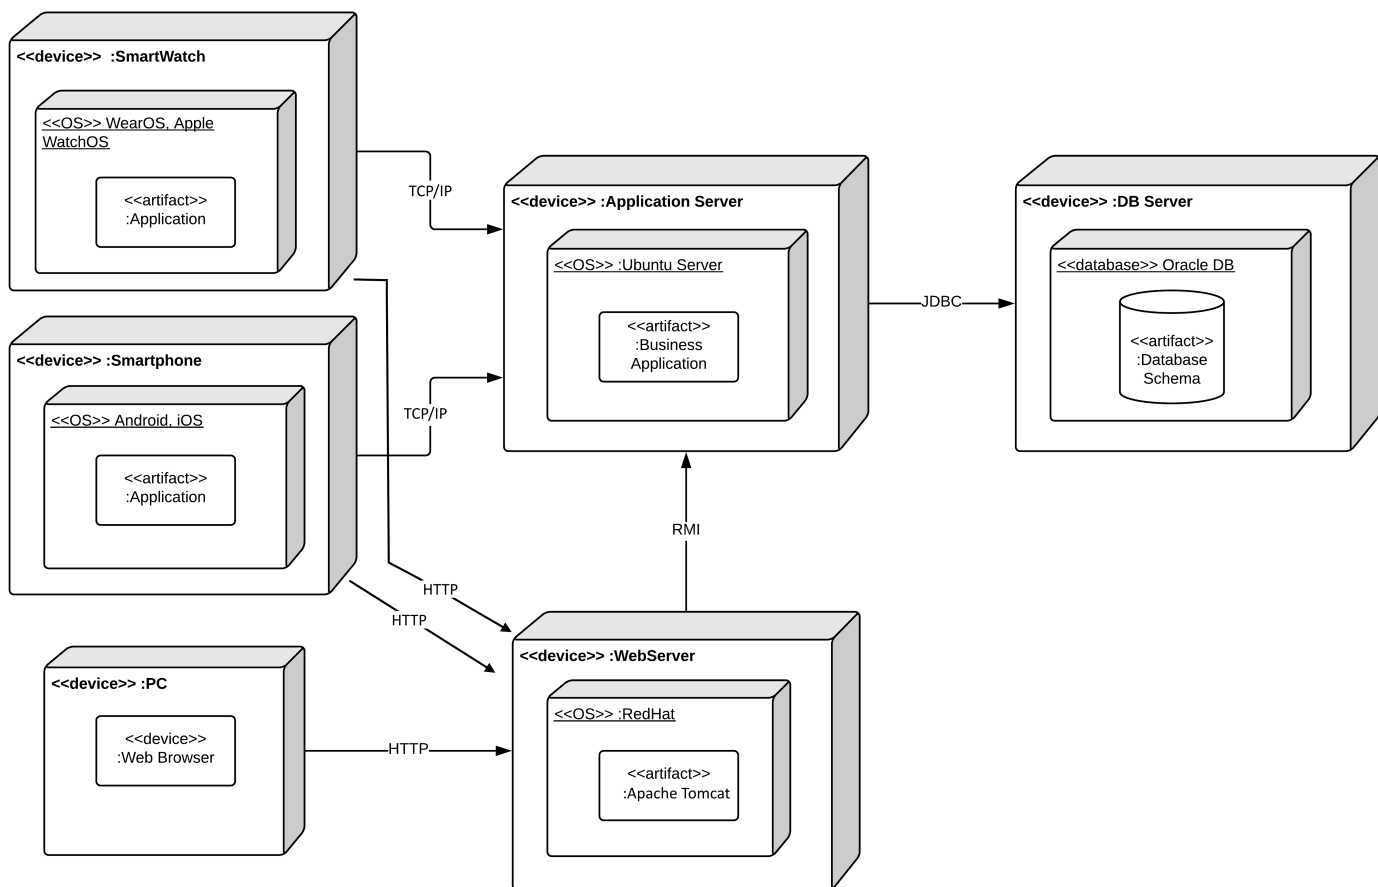 <<device>>  :SmartWatch
<<OS>> WearOS, Apple
WatchOS
<<artifact>>
:Application
TCP/IP
<<device>> :Application Server
<<OS>> :Ubuntu Server
<<artifact>>
:Business
Application
JDBC
<<device>> :DB Server
<<database>> Oracle DB
<<artifact>>
:Database
Schema
<<device>> :Smartphone
<<OS>> Android, iOS
<<artifact>>
:Application
TCP/IP
RMI
HTTP
HTTP
<<device>> :PC
<<device>>
:Web Browser
HTTP
<<device>> :WebServer
<<OS>> :RedHat
<<artifact>>
:Apache Tomcat